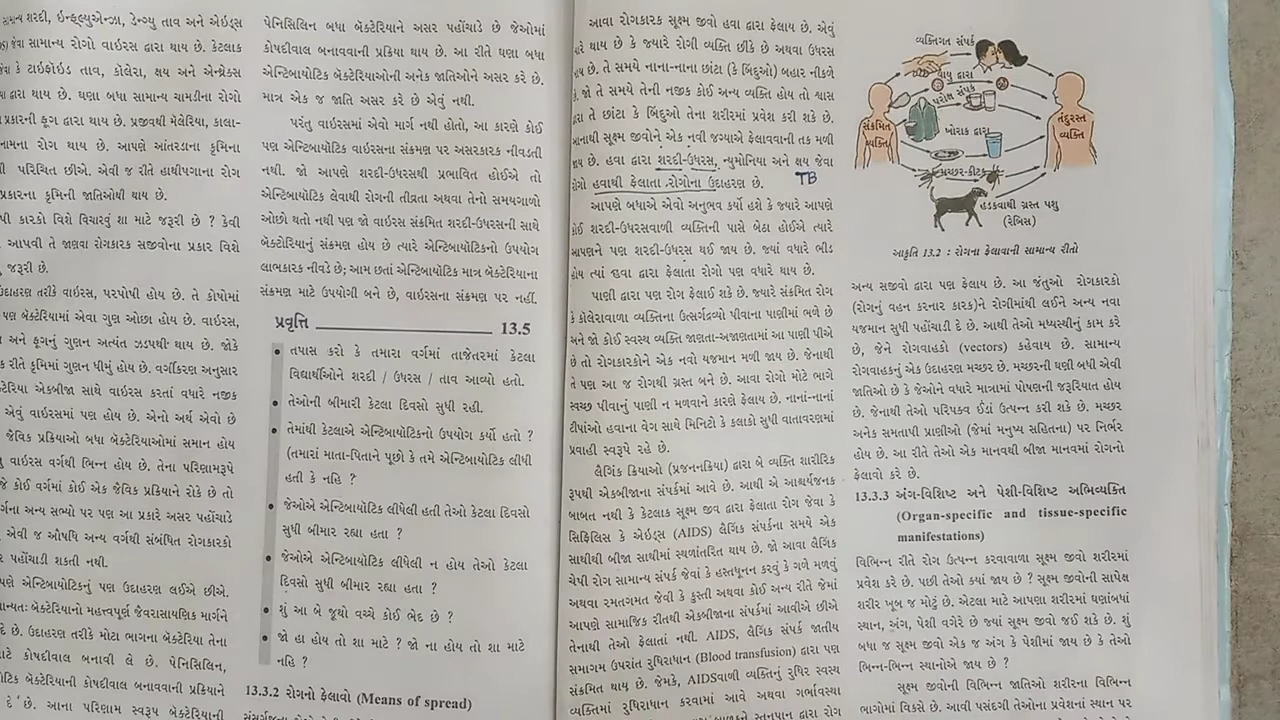 સામાન્ય શરદી, ઇન્ફલ્યુએન્ઝા, ડેન્ગ્યુ તાવ અને એઇડ્સ
જેવા સામાન્ય રોગો વાઇરસ દ્વારા થાય છે. કેટલાક
કે ટાઇફોઇડ તાવ, કૉલેરા, ક્ષય અને એન્થ્રેક્સ
દ્વારા થાય છે. ઘણા બધા સામાન્ય ચામડીના રોગો
પ્રકારની ફૂગ દ્વારા થાય છે. પ્રજીવથી મેલેરિયા, કાલા-
નામના રોગ થાય છે. આપણે આંતરડાના કૃમિના
પરિચિત છીએ. એવી જ રીતે હાથીપગાના રોગ
પ્રકારના કૃમિની જાતિઓથી થાય છે.
કારકો વિશે વિચારવું શા માટે જરૂરી છે ? કેવી
આપવી તે જાણવા રોગકારક સજીવોના પ્રકાર વિશે
જરૂરી છે.
ઉદાહરણ તરીકે વાઇરસ, પરપોષી હોય છે. તે કોષોમાં
પણ બૅક્ટેરિયામાં એવા ગુણ ઓછા હોય છે. વાઇરસ,
અને ફૂગનું ગુણન અત્યંત ઝડપથી થાય છે. જોકે
રીતે કૃમિમાં ગુણન ધીમું હોય છે. વર્ગીકરણ અનુસાર
એકબીજા સાથે વાઇરસ કરતાં વધારે નજીક
એવું વાઇરસમાં પણ હોય છે. એનો અર્થ એવો છે
જૈવિક પ્રક્રિયાઓ બધા બૅક્ટેરિયાઓમાં સમાન હોય
વાઇરસ વર્ગથી ભિન્ન હોય છે. તેના પરિણામરૂપે
કોઈ વર્ગમાં કોઈ એક જૈવિક પ્રક્રિયાને રોકે છે તો
અન્ય સભ્યો પર પણ આ પ્રકારે અસર પહોંચાડે
એવી જ ઔષધિ અન્ય વર્ગથી સંબંધિત રોગકારકો
પહોંચાડી શકતી નથી.
એન્ટિબાયોટિકનું પણ ઉદાહરણ લઈએ છીએ.
બૅક્ટેરિયાનો મહત્ત્વપૂર્ણ જૈવરાસાયણિક માર્ગને
દે છે. ઉદાહરણ તરીકે મોટા ભાગના બૅક્ટેરિયા તેના
માટે કોષદીવાલ બનાવી લે છે. પેનિસિલિન,
બૅક્ટેરિયાની કોષદીવાલ બનાવવાની પ્રક્રિયાને
દે છે. આના પરિણામ સ્વરૂપ બૅક્ટેરિયાની
પેનિસિલિન બધા બૅક્ટેરિયાને અસર પહોંચાડે છે જેઓમાં
કોષદીવાલ બનાવવાની પ્રક્રિયા થાય છે. આ રીતે ઘણા બધા
એન્ટિબાયોટિક બૅક્ટેરિયાઓની અનેક જાતિઓને અસર કરે છે.
માત્ર એક જ જાતિ અસર કરે છે એવું નથી.
પરંતુ વાઇરસમાં એવો માર્ગ નથી હોતો, આ કારણે કોઈ
પણ એન્ટિબાયોટિક વાઇરસના સંક્રમણ પર અસરકારક નીવડતી
નથી. જો આપણે શરદી-ઉધરસથી પ્રભાવિત હોઈએ તો
એન્ટિબાયોટિક લેવાથી રોગની તીવ્રતા અથવા તેનો સમયગાળો
ઓછો થતો નથી પણ જો વાઇરસ સંક્રમિત શરદી-ઉધરસની સાથે
બૅક્ટેરિયાનું સંક્રમણ હોય છે ત્યારે એન્ટિબાયોટિકનો ઉપયોગ
લાભકારક નીવડે છે; આમ છતાં એન્ટિબાયોટિક માત્ર બૅક્ટેરિયાના
સંક્રમણ માટે ઉપયોગી બને છે, વાઇરસના સંક્રમણ પર નહીં.
પ્રવૃત્તિ 13.5
• તપાસ કરો કે તમારા વર્ગમાં તાજેતરમાં કેટલા
વિદ્યાર્થીઓને શરદી / ઉધરસ / તાવ આવ્યો હતો.
• તેઓની બીમારી કેટલા દિવસો સુધી રહી.
• તેમાંથી કેટલાએ એન્ટિબાયોટિકનો ઉપયોગ કર્યો હતો ?
(તમારાં માતા-પિતાને પૂછો કે તમે એન્ટિબાયોટિક લીધી
હતી કે નહિ ?
• જેઓએ એન્ટિબાયોટિક લીધેલી હતી તેઓ કેટલા દિવસો
સુધી બીમાર રહ્યા હતા ?
• જેઓએ એન્ટિબાયોટિક લીધેલી ન હોય તેઓ કેટલા
દિવસો સુધી બીમાર રહ્યા હતા ?
• શું આ બે જૂથો વચ્ચે કોઈ ભેદ છે ?
• જો હા હોય તો શા માટે ? જો ના હોય તો શા માટે
નહિ ?
13.3.2 રોગનો ફેલાવો (Means of spread)
આવા રોગકારક સૂક્ષ્મ જીવો હવા દ્વારા ફેલાય છે. એવું
થાય છે કે જ્યારે રોગી વ્યક્તિ છીંકે છે અથવા ઉધરસ
છે. તે સમયે નાના-નાના છાંટા (કે બિંદુઓ) બહાર નીકળે
જો તે સમયે તેની નજીક કોઈ અન્ય વ્યક્તિ હોય તો શ્વાસ
તે છાંટા કે બિંદુઓ તેના શરીરમાં પ્રવેશ કરી શકે છે.
સૂક્ષ્મ જીવોને એક નવી જગ્યાએ ફેલાવવાની તક મળી
છે. હવા દ્વારા શરદી-ઉધરસ, ન્યુમોનિયા અને ક્ષય જેવા
રોગો હવાથી ફેલાતા રોગોના ઉદાહરણ છે. TB
આપણે બધાએ એવો અનુભવ કર્યો હશે કે જ્યારે આપણે
કોઈ શરદી-ઉધરસવાળી વ્યક્તિની પાસે બેઠા હોઈએ ત્યારે
આપણને પણ શરદી-ઉધરસ થઈ જાય છે. જ્યાં વધારે ભીડ
હોય ત્યાં હવા દ્વારા ફેલાતા રોગો પણ વધારે થાય છે.
પાણી દ્વારા પણ રોગ ફેલાઈ શકે છે. જ્યારે સંક્રમિત રોગ
કે કૉલેરાવાળા વ્યક્તિના ઉત્સર્ગદ્રવ્યો પીવાના પાણીમાં ભળે છે
અને જો કોઈ સ્વસ્થ વ્યક્તિ જાણતા-અજાણતામાં આ પાણી પીએ
છે તો રોગકારકોને એક નવો યજમાન મળી જાય છે. જેનાથી
તે પણ આ જ રોગથી ગ્રસ્ત બને છે. આવા રોગો મોટે ભાગે
સ્વચ્છ પીવાનું પાણી ન મળવાને કારણે ફેલાય છે. નાનાં-નાનાં
ટીપાંઓ હવાના વેગ સાથે મિનિટો કે કલાકો સુધી વાતાવરણમાં
પ્રવાહી સ્વરૂપે રહે છે.
લૈંગિક ક્રિયાઓ (પ્રજનનક્રિયા) દ્વારા બે વ્યક્તિ શારીરિક
રૂપથી એકબીજાના સંપર્કમાં આવે છે. આથી એ આશ્ચર્યજનક
બાબત નથી કે કેટલાક સૂક્ષ્મ જીવ દ્વારા ફેલાતા રોગ જેવા કે
સિફિલિસ કે એઇડ્સ (AIDS) લૈંગિક સંપર્કના સમયે એક
સાથીથી બીજા સાથીમાં સ્થળાંતરિત થાય છે. જો આવા લૈંગિક
ચેપી રોગ સામાન્ય સંપર્ક જેવાં કે હસ્તધૂનન કરવું કે ગળે મળવું
અથવા રમતગમત જેવી કે કુસ્તી અથવા કોઈ અન્ય રીતે જેમાં
આપણે સામાજિક રીતથી એકબીજાના સંપર્કમાં આવીએ છીએ
તેનાથી તેઓ ફેલાતાં નથી. AIDS, લૈંગિક સંપર્ક જાતીય
સમાગમ ઉપરાંત રુધિરાધાન (Blood transfusion) દ્વારા પણ
સંક્રમિત થાય છે. જેમકે, AIDSવાળી વ્યક્તિનું રુધિર સ્વસ્થ
વ્યક્તિમાં રુધિરાધાન કરવામાં આવે અથવા ગર્ભાવસ્થા
સ્તનપાન દ્વારા રોગ
વ્યક્તિગત સંપર્ક
વાયુ દ્વારા
પરોક્ષ સંપર્ક
સંક્રમિત
વ્યક્તિ
તંદુરસ્ત
વ્યક્તિ
ખોરાક દ્વારા
મચ્છર-કીટક
હડકવાથી ગ્રસ્ત પશુ
(રેબિસ)
આકૃતિ 13.2 : રોગના ફેલાવાની સામાન્ય રીતો
અન્ય સજીવો દ્વારા પણ ફેલાય છે. આ જંતુઓ રોગકારકો
(રોગનું વહન કરનાર કારક)ને રોગીમાંથી લઈને અન્ય નવા
યજમાન સુધી પહોંચાડી દે છે. આથી તેઓ મધ્યસ્થીનું કામ કરે
છે, જેને રોગવાહકો (vectors) કહેવાય છે. સામાન્ય
રોગવાહકનું એક ઉદાહરણ મચ્છર છે. મચ્છરની ઘણી બધી એવી
જાતિઓ છે કે જેઓને વધારે માત્રામાં પોષણની જરૂરિયાત હોય
છે. જેનાથી તેઓ પરિપક્વ ઈંડાં ઉત્પન્ન કરી શકે છે. મચ્છર
અનેક સમતાપી પ્રાણીઓ (જેમાં મનુષ્ય સહિતના) પર નિર્ભર
હોય છે. આ રીતે તેઓ એક માનવથી બીજા માનવમાં રોગનો
ફેલાવો કરે છે.
13.3.3 અંગ-વિશિષ્ટ અને પેશી-વિશિષ્ટ અભિવ્યક્તિ
(Organ-specific and tissue-specific
manifestations)
વિભિન્ન રીતે રોગ ઉત્પન્ન કરવાવાળા સૂક્ષ્મ જીવો શરીરમાં
પ્રવેશ કરે છે. પછી તેઓ ક્યાં જાય છે ? સૂક્ષ્મ જીવોની સાપેક્ષ
શરીર ખૂબ જ મોટું છે. એટલા માટે આપણા શરીરમાં ઘણાંબધાં
સ્થાન, અંગ, પેશી વગેરે છે જ્યાં સૂક્ષ્મ જીવો જઈ શકે છે. શું
બધા જ સૂક્ષ્મ જીવો એક જ અંગ કે પેશીમાં જાય છે કે તેઓ
ભિન્ન-ભિન્ન સ્થાનોએ જાય છે ?
સૂક્ષ્મ જીવોની વિભિન્ન જાતિઓ શરીરના વિભિન્ન
ભાગોમાં વિકસે છે. આવી પસંદગી તેઓના પ્રવેશનાં સ્થાન પર